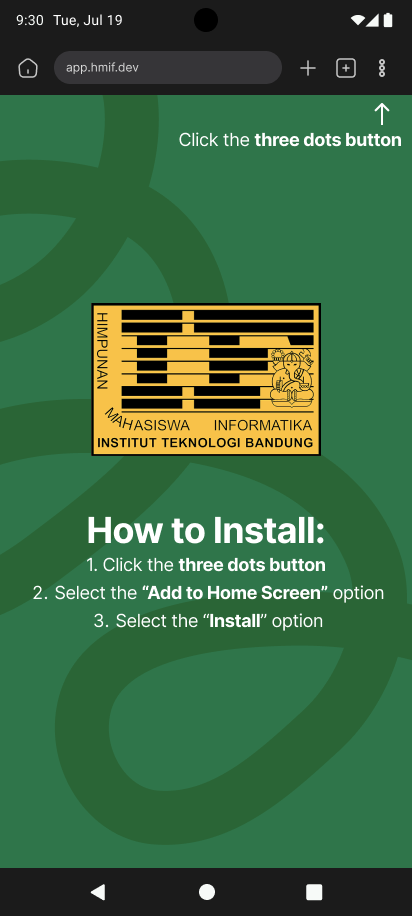 9:30 Tue, Jul 19
app.hmif.dev
Click the three dots button
HIMPUNAN
MAHASISWA INFORMATIKA
INSTITUT TEKNOLOGI BANDUNG
How to Install:
1. Click the three dots button
2. Select the “Add to Home Screen” option
3. Select the “Install” option